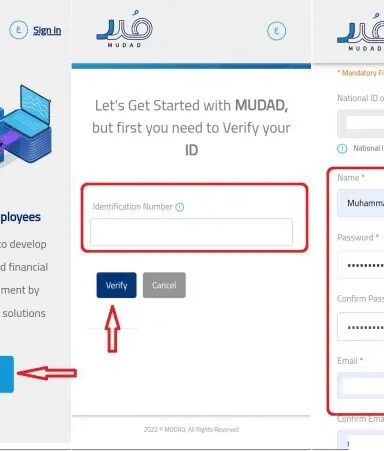 ع Sign in
ployees
to develop
d financial
ment by
solutions
مُدد
MUDAD
ع
Let's Get Started with MUDAD,
but first you need to Verify your
ID
Identification Number
Verify Cancel
2022 © MUDAD, All Rights Reserved
MUDAD
* Mandatory Fi
National ID o
National I
Name *
Muhamma
Password *
Confirm Pass
Email *
Confirm Ema